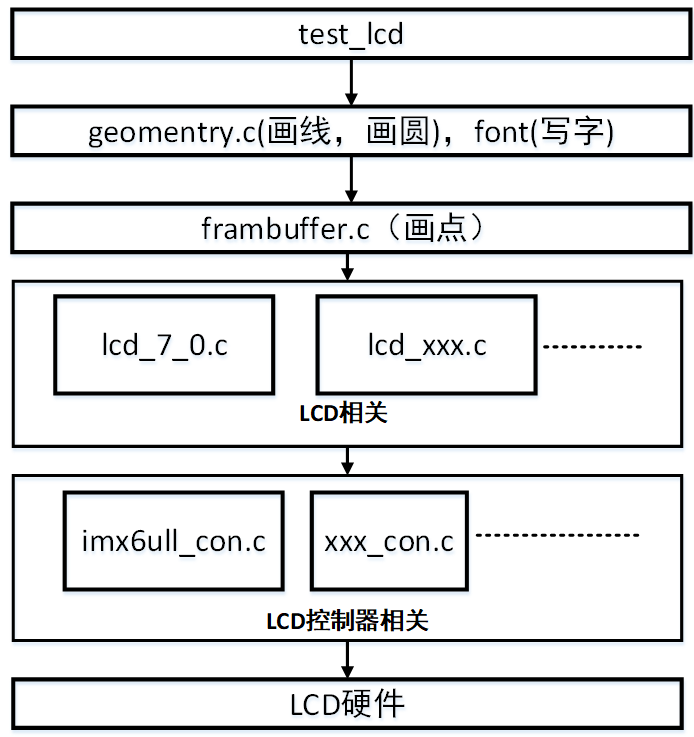 test_lcd
geomentry.c(画线，画圆)，font(写字)
frambuffer.c（画点）
lcd_7_0.c
lcd_xxx.c
LCD相关
imx6ull_con.c
xxx_con.c
LCD控制器相关
LCD硬件